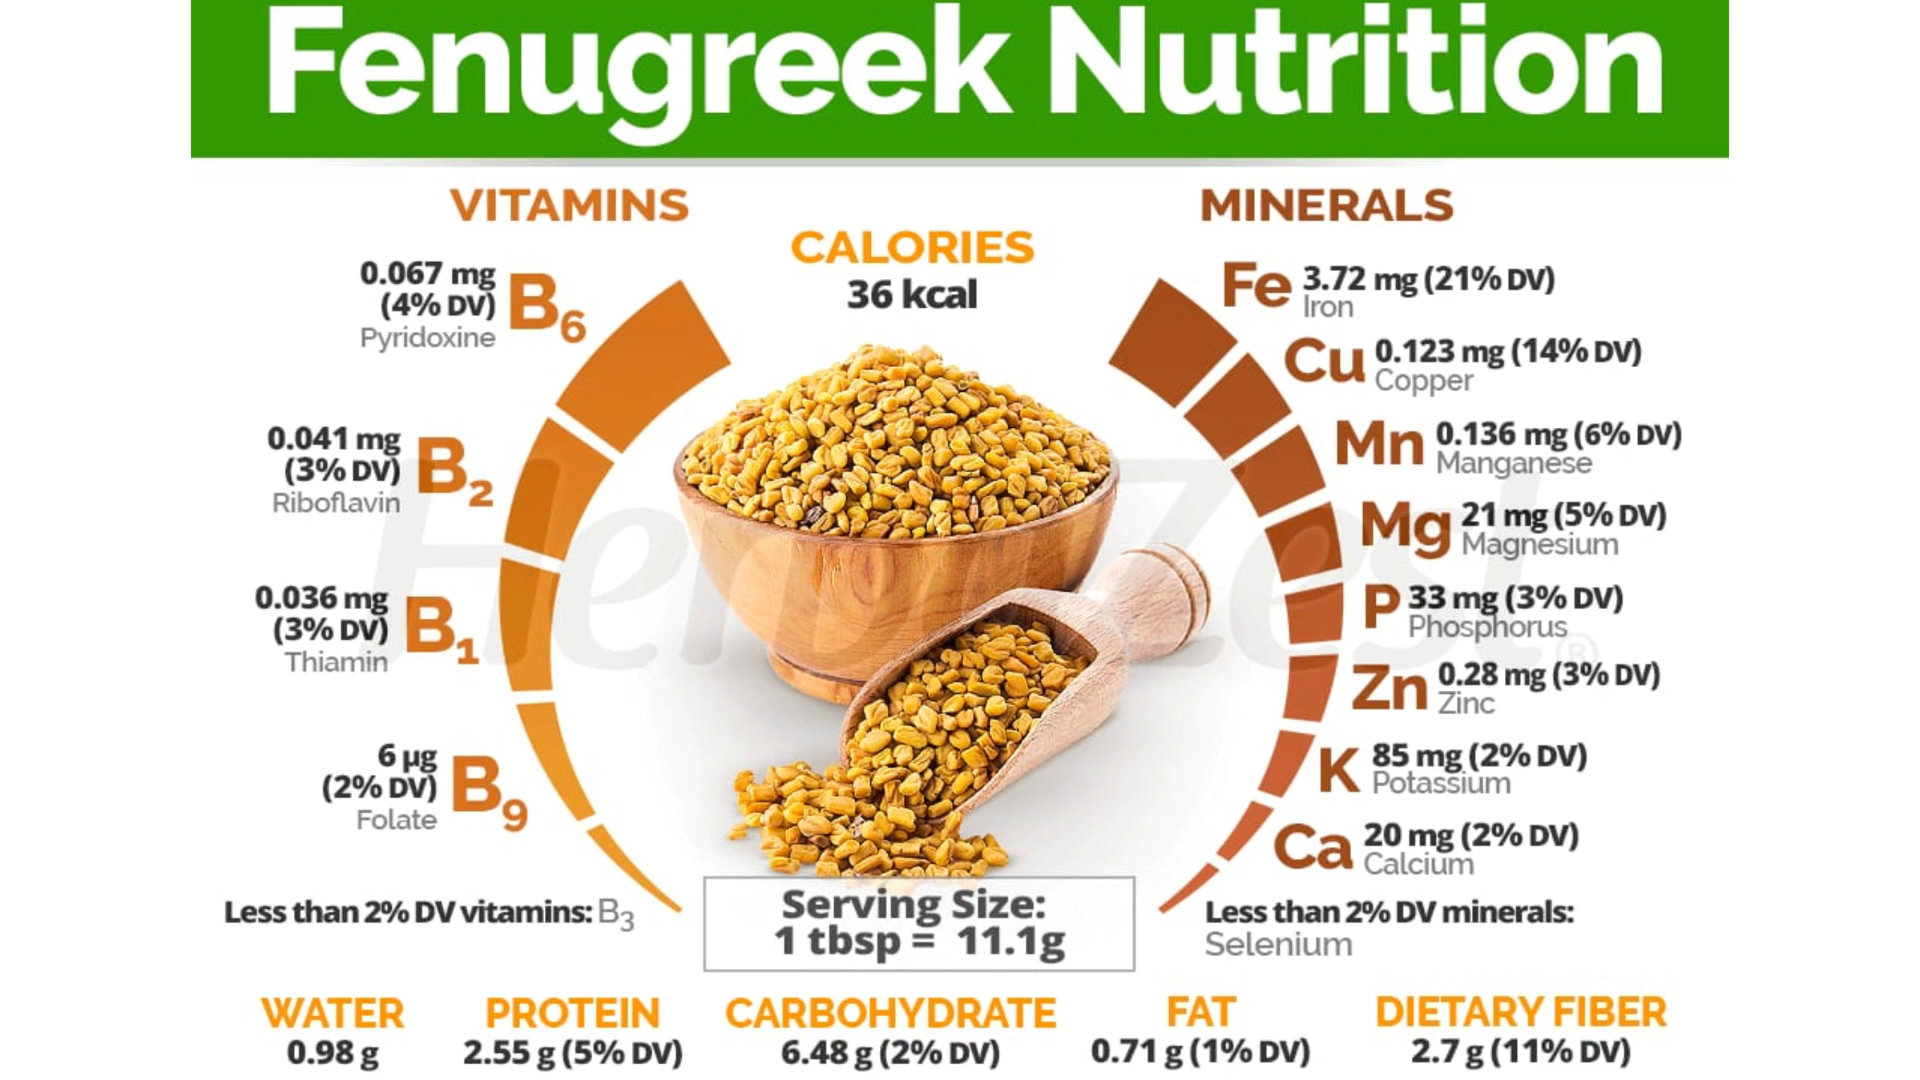 Fenugreek Nutrition
VITAMINS
0.067 mg
(4% DV)
Pyridoxine
B6
0.041 mg
(3% DV)
Riboflavin
B2
0.036 mg
(3% DV)
Thiamin
B1
6 µg
(2% DV)
Folate
B9
Less than 2% DV vitamins: B3
CALORIES
36 kcal
MINERALS
Fe 3.72 mg (21% DV)
Iron
Cu 0.123 mg (14% DV)
Copper
Mn 0.136 mg (6% DV)
Manganese
Mg 21 mg (5% DV)
Magnesium
P 33 mg (3% DV)
Phosphorus
Zn 0.28 mg (3% DV)
Zinc
K 85 mg (2% DV)
Potassium
Ca 20 mg (2% DV)
Calcium
Less than 2% DV minerals:
Selenium
HerbaZest®
Serving Size:
1 tbsp = 11.1g
WATER
0.98 g
PROTEIN
2.55 g (5% DV)
CARBOHYDRATE
6.48 g (2% DV)
FAT
0.71 g (1% DV)
DIETARY FIBER
2.7 g (11% DV)